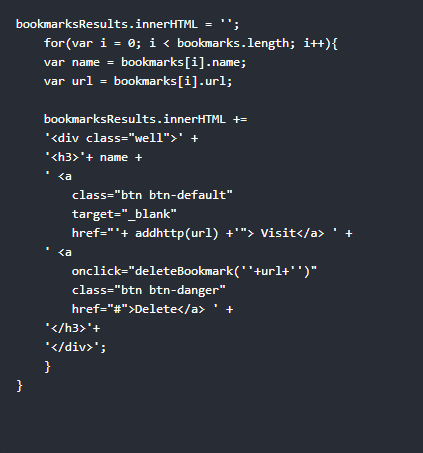 bookmarksResults.innerHTML = '';
for(var i = 0; i < bookmarks.length; i++){
var name = bookmarks[i].name;
var url = bookmarks[i].url;
bookmarksResults.innerHTML +=
'<div class="well">' +
'<h3>'+ name +
' <a
class="btn btn-default"
target="_blank"
href="'+ addhttp(url) +'"> Visit</a> ' +
' <a
onclick="deleteBookmark(''+url+'')"
class="btn btn-danger"
href="#">Delete</a> ' +
'</h3>'+
'</div>';
}
}